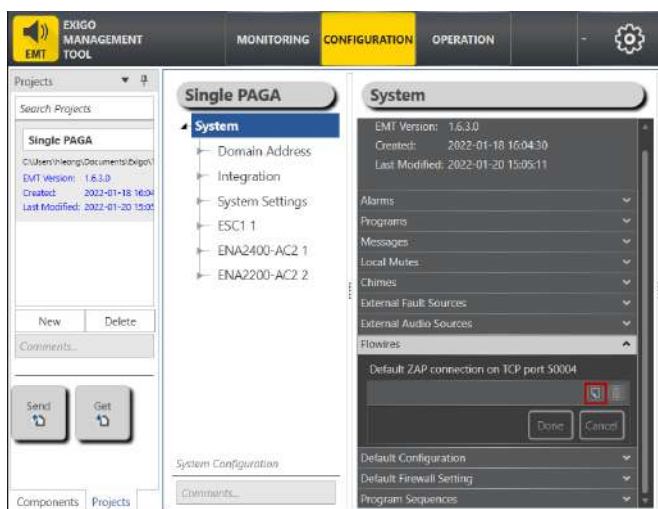 EXIGO
MANAGEMENT
TOOL
EMT
MONITORING
CONFIGURATION
OPERATION
-
Projects
Search Projects
Single PAGA
EMT Version: 1.6.3.0
Created: 2022-01-18 16:04
Last Modified: 2022-01-20 15:05
New
Delete
Comments...
Send
Get
Components
Projects
Single PAGA
System
Domain Address
Integration
System Settings
ESC1 1
ENA2400-AC2 1
ENA2200-AC2 2
System Configuration
Comments...
System
EMT Version: 1.6.3.0
Created: 2022-01-18 16:04:30
Last Modified: 2022-01-20 15:05:11
Alarms
Programs
Messages
Local Mutes
Chimes
External Fault Sources
External Audio Sources
Flowires
Default ZAP connection on TCP port 50004
Done
Cancel
Default Configuration
Default Firewall Setting
Program Sequences